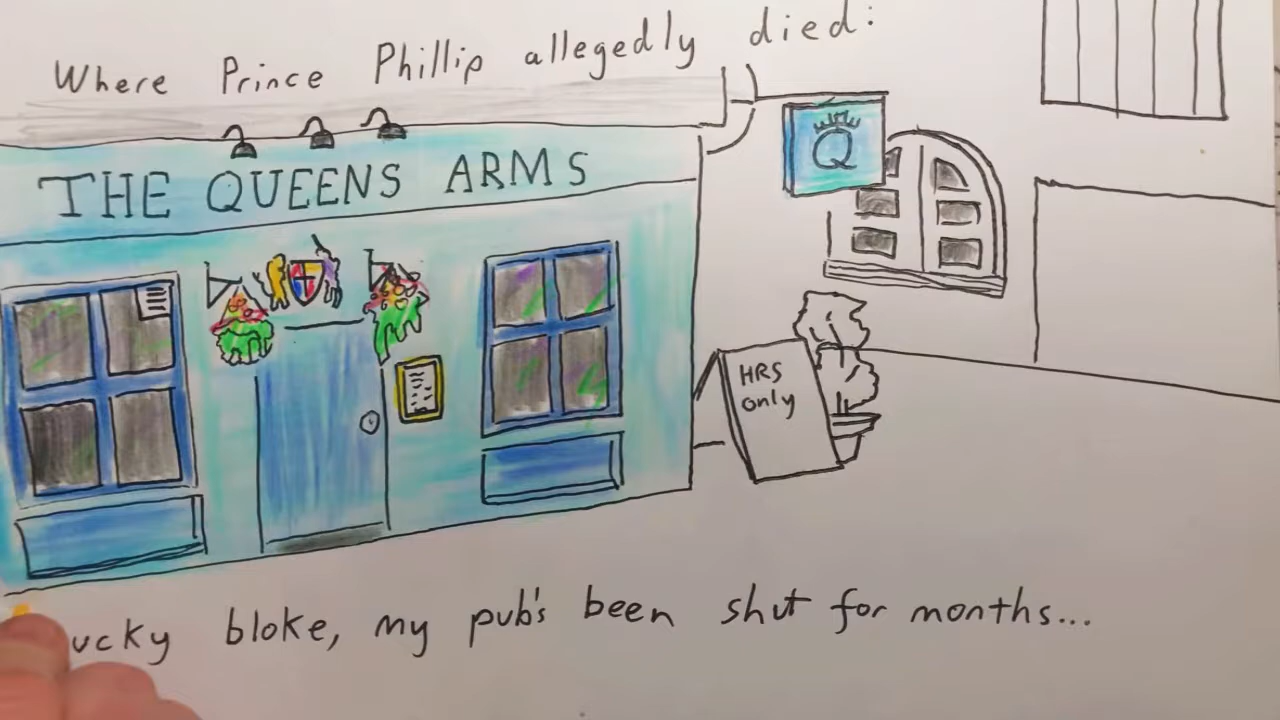 Where Prince Phillip allegedly died:
THE QUEENS ARMS
Q
HRS
only
ucky bloke, my pub's been shut for months...